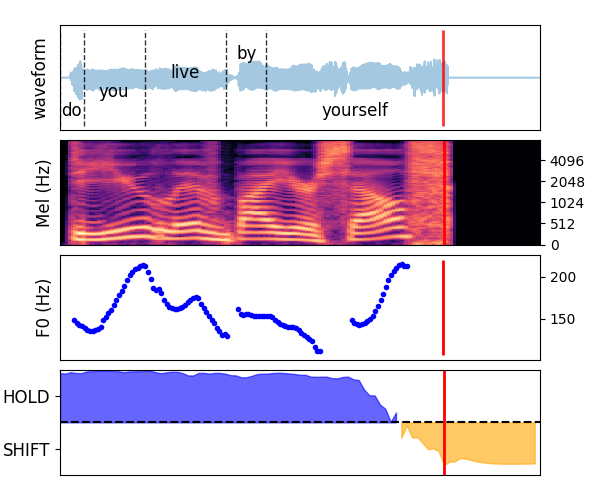 waveform
do
you
live
by
yourself
Mel (Hz)
4096
2048
1024
512
0
F0 (Hz)
200
150
HOLD
SHIFT